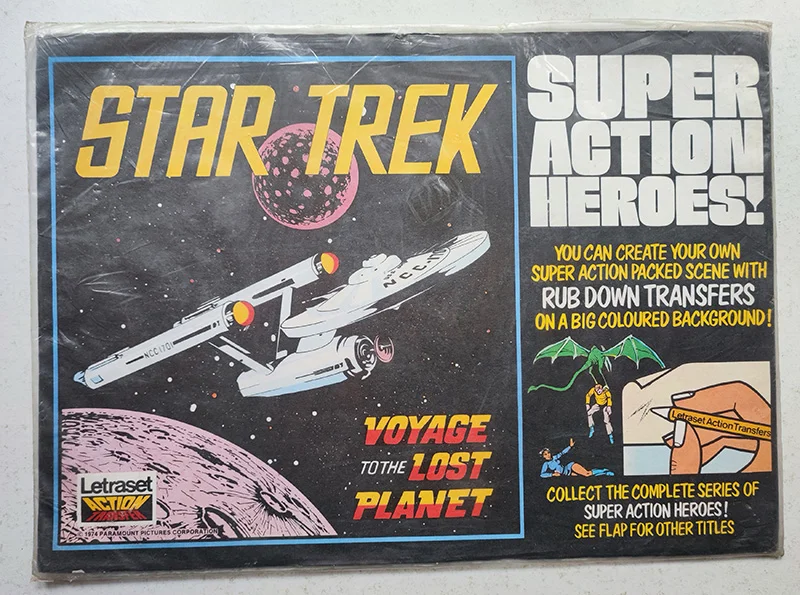 STAR TREK
NCC-17
NCC 1701
VOYAGE
TO THE LOST
PLANET
Letraset
ACTION
TRANSFER
© 1974 PARAMOUNT PICTURES CORPORATION
SUPER
ACTION
HEROES!
YOU CAN CREATE YOUR OWN
SUPER ACTION PACKED SCENE WITH
RUB DOWN TRANSFERS
ON A BIG COLOURED BACKGROUND!
Letraset Action Transfers
COLLECT THE COMPLETE SERIES OF
SUPER ACTION HEROES!
SEE FLAP FOR OTHER TITLES